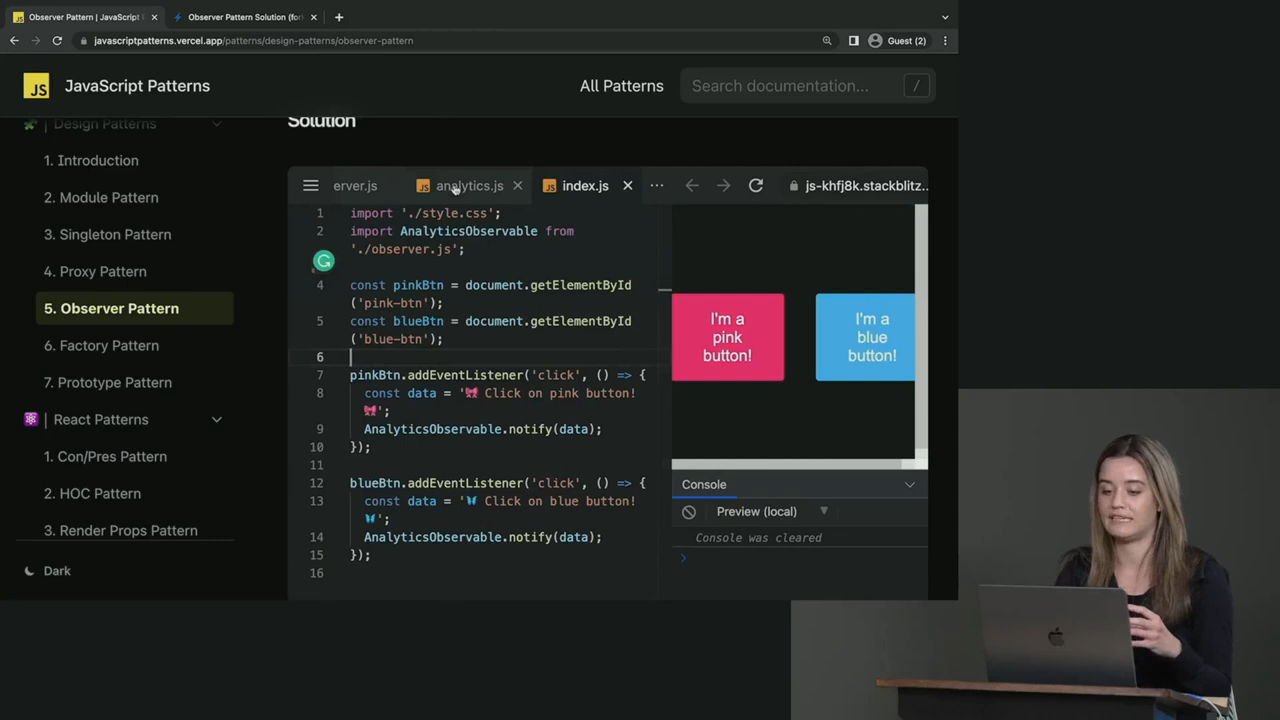 Observer Pattern | JavaScript
Observer Pattern Solution (for
javascriptpatterns.vercel.app/patterns/design-patterns/observer-pattern
Guest (2)
JS
JavaScript Patterns
All Patterns
Search documentation...
/
Design Patterns
1. Introduction
2. Module Pattern
3. Singleton Pattern
4. Proxy Pattern
5. Observer Pattern
6. Factory Pattern
7. Prototype Pattern
React Patterns
1. Con/Pres Pattern
2. HOC Pattern
3. Render Props Pattern
Dark
Solution
erver.js
JS analytics.js
JS index.js
js-khfj8k.stackblitz...
1 import './style.css';
2 import AnalyticsObservable from
'./observer.js';
4 const pinkBtn = document.getElementById
('pink-btn');
5 const blueBtn = document.getElementById
('blue-btn');
6
7 pinkBtn.addEventListener('click', () => {
8 const data = '🎀 Click on pink button!
🎀';
9 AnalyticsObservable.notify(data);
10 });
11
12 blueBtn.addEventListener('click', () => {
13 const data = '🦋 Click on blue button!
🦋';
14 AnalyticsObservable.notify(data);
15 });
16
I'm a
pink
button!
I'm a
blue
button!
Console
Preview (local)
Console was cleared